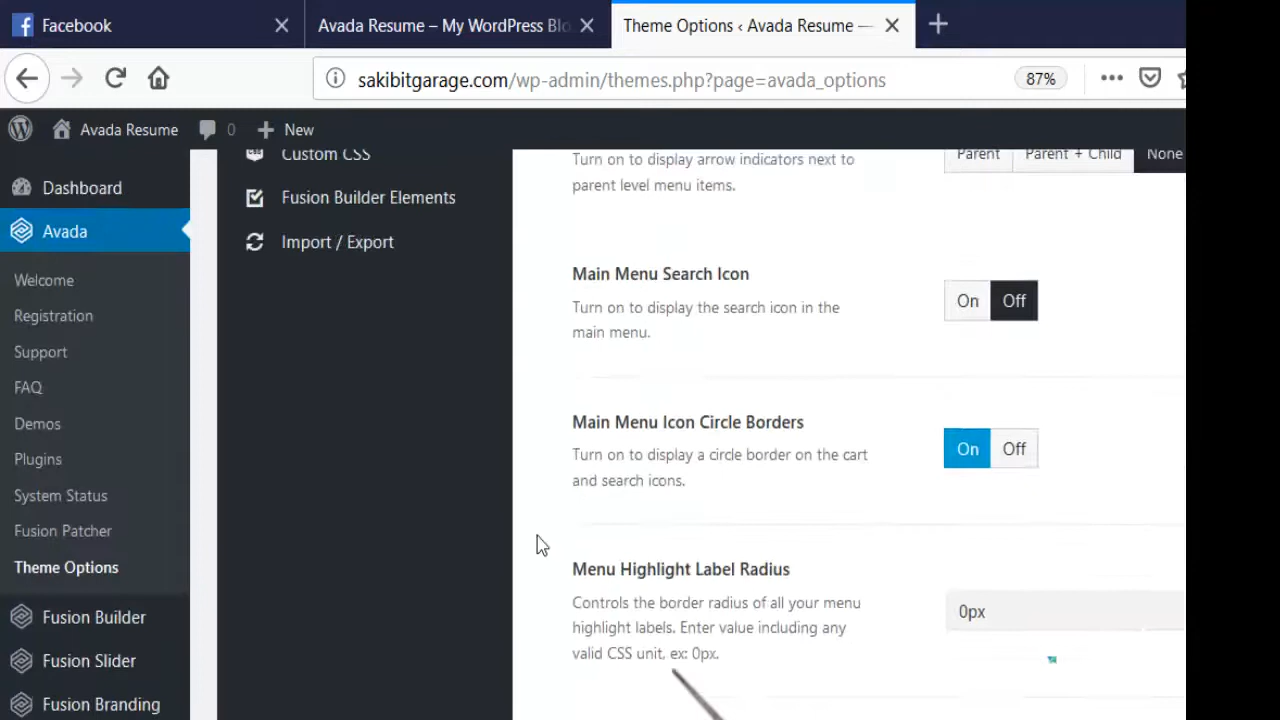 Facebook
Avada Resume – My WordPress Blo
Theme Options ‹ Avada Resume —
sakibitgarage.com/wp-admin/themes.php?page=avada_options
87%
Avada Resume
0
New
Dashboard
Avada
Welcome
Registration
Support
FAQ
Demos
Plugins
System Status
Fusion Patcher
Theme Options
Fusion Builder
Fusion Slider
Fusion Branding
Custom CSS
Fusion Builder Elements
Import / Export
Turn on to display arrow indicators next to
parent level menu items.
Parent
Parent + Child
None
Main Menu Search Icon
Turn on to display the search icon in the
main menu.
On
Off
Main Menu Icon Circle Borders
Turn on to display a circle border on the cart
and search icons.
On
Off
Menu Highlight Label Radius
Controls the border radius of all your menu
highlight labels. Enter value including any
valid CSS unit, ex: 0px.
0px